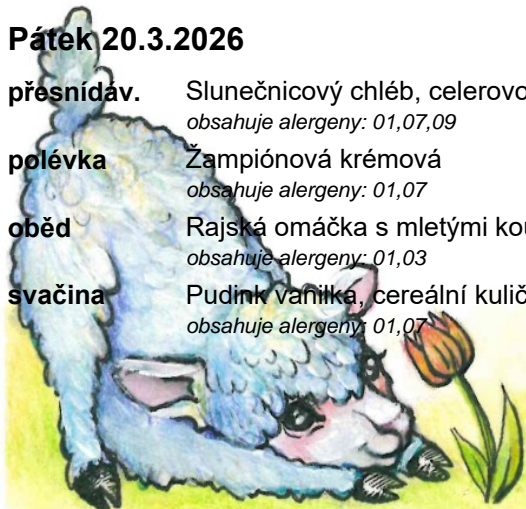 Pátek 20.3.2026
přesnídáv. Slunečnicový chléb, celerovo
obsahuje alergeny: 01,07,09
polévka Žampiónová krémová
obsahuje alergeny: 01,07
oběd Rajská omáčka s mletými kou
obsahuje alergeny: 01,03
svačina Pudink vanilka, cereální kulič
obsahuje alergeny: 01,07